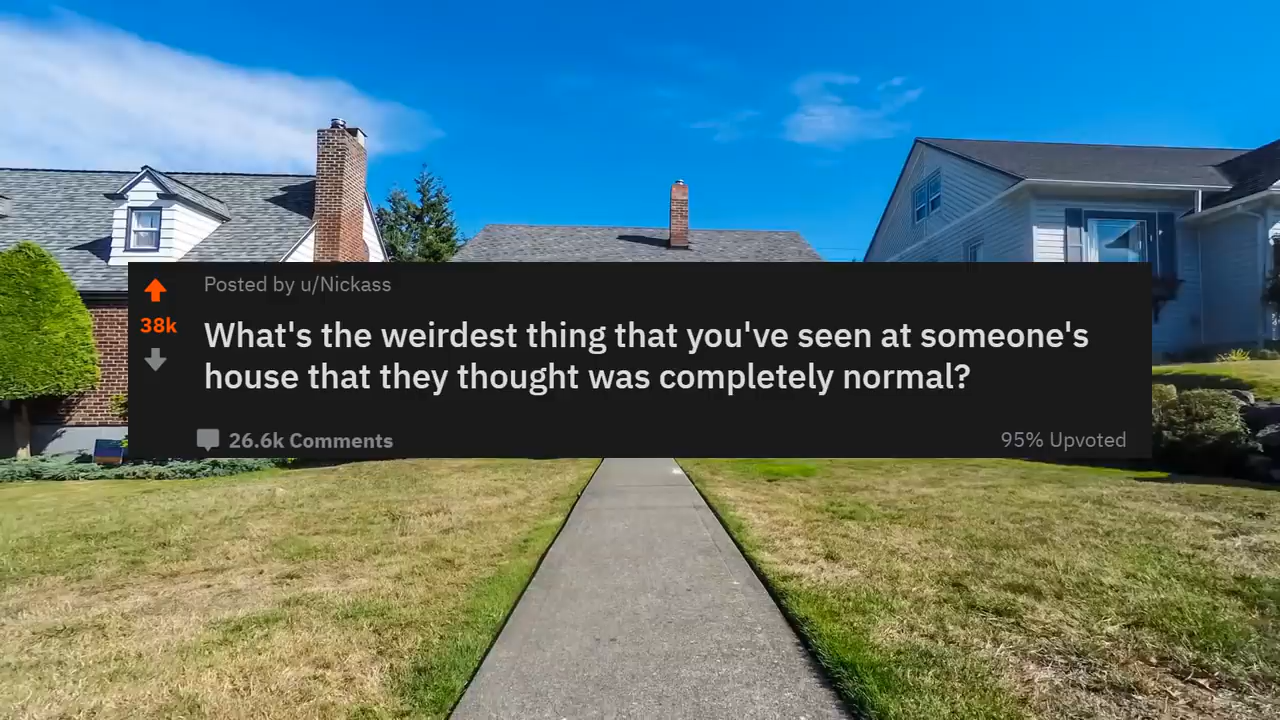 Posted by u/Nickass
38k
What's the weirdest thing that you've seen at someone's
house that they thought was completely normal?
26.6k Comments
95% Upvoted